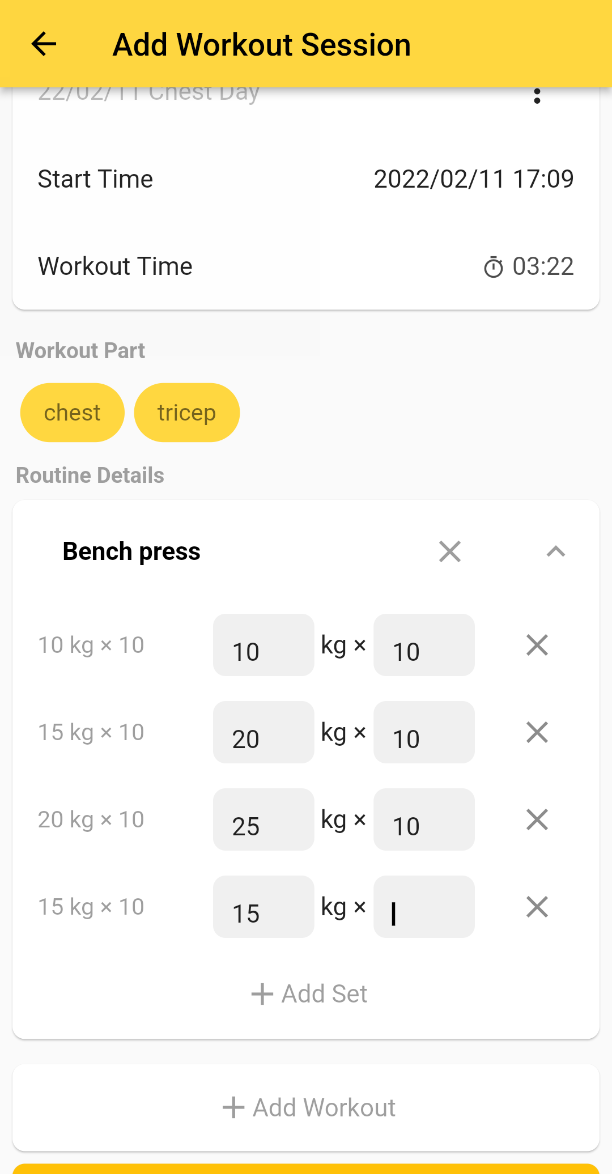 Add Workout Session
22/02/11 Chest Day
Start Time 2022/02/11 17:09
Workout Time 03:22
Workout Part
chest tricep
Routine Details
Bench press
10 kg × 10 10 kg × 10
15 kg × 10 20 kg × 10
20 kg × 10 25 kg × 10
15 kg × 10 15 kg ×
+ Add Set
+ Add Workout